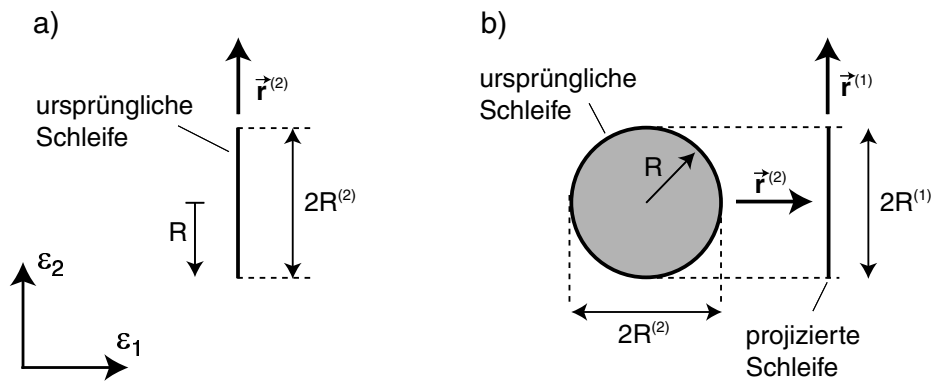 a)
r⃗⁽²⁾
ursprüngliche
Schleife
2R⁽²⁾
R
ε₂
ε₁
b)
ursprüngliche
Schleife
r⃗⁽¹⁾
R
r⃗⁽²⁾
2R⁽¹⁾
2R⁽²⁾
projizierte
Schleife